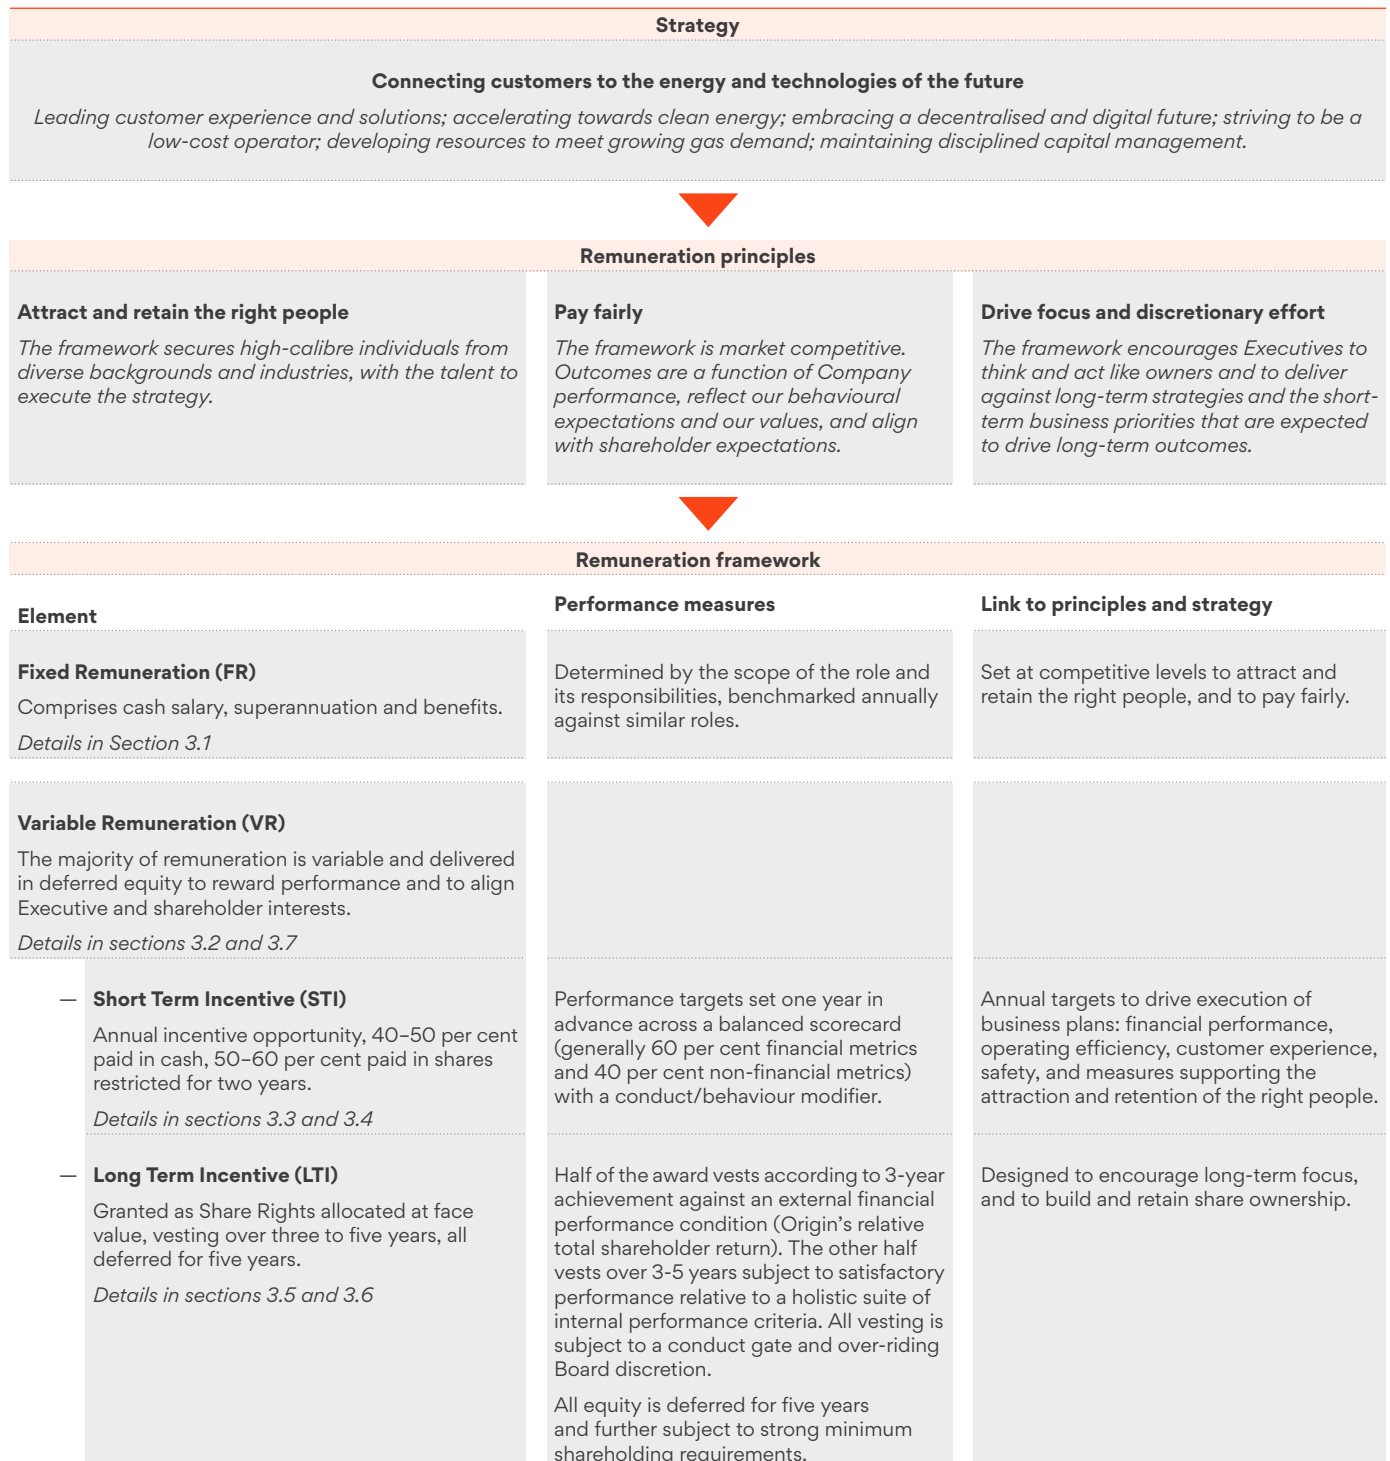 Strategy
Connecting customers to the energy and technologies of the future
Leading customer experience and solutions; accelerating towards clean energy; embracing a decentralised and digital future; striving to be a
low-cost operator; developing resources to meet growing gas demand; maintaining disciplined capital management.
Remuneration principles
Attract and retain the right people
The framework secures high-calibre individuals from
diverse backgrounds and industries, with the talent to
execute the strategy.
Pay fairly
The framework is market competitive.
Outcomes are a function of Company
performance, reflect our behavioural
expectations and our values, and align
with shareholder expectations.
Drive focus and discretionary effort
The framework encourages Executives to
think and act like owners and to deliver
against long-term strategies and the short-
term business priorities that are expected
to drive long-term outcomes.
Remuneration framework
Element
Performance measures
Link to principles and strategy
Fixed Remuneration (FR)
Comprises cash salary, superannuation and benefits.
Details in Section 3.1
Determined by the scope of the role and
its responsibilities, benchmarked annually
against similar roles.
Set at competitive levels to attract and
retain the right people, and to pay fairly.
Variable Remuneration (VR)
The majority of remuneration is variable and delivered
in deferred equity to reward performance and to align
Executive and shareholder interests.
Details in sections 3.2 and 3.7
— Short Term Incentive (STI)
Annual incentive opportunity, 40–50 per cent
paid in cash, 50–60 per cent paid in shares
restricted for two years.
Details in sections 3.3 and 3.4
Performance targets set one year in
advance across a balanced scorecard
(generally 60 per cent financial metrics
and 40 per cent non-financial metrics)
with a conduct/behaviour modifier.
Annual targets to drive execution of
business plans: financial performance,
operating efficiency, customer experience,
safety, and measures supporting the
attraction and retention of the right people.
— Long Term Incentive (LTI)
Granted as Share Rights allocated at face
value, vesting over three to five years, all
deferred for five years.
Details in sections 3.5 and 3.6
Half of the award vests according to 3-year
achievement against an external financial
performance condition (Origin's relative
total shareholder return). The other half
vests over 3-5 years subject to satisfactory
performance relative to a holistic suite of
internal performance criteria. All vesting is
subject to a conduct gate and over-riding
Board discretion.
All equity is deferred for five years
and further subject to strong minimum
shareholding requirements.
Designed to encourage long-term focus,
and to build and retain share ownership.